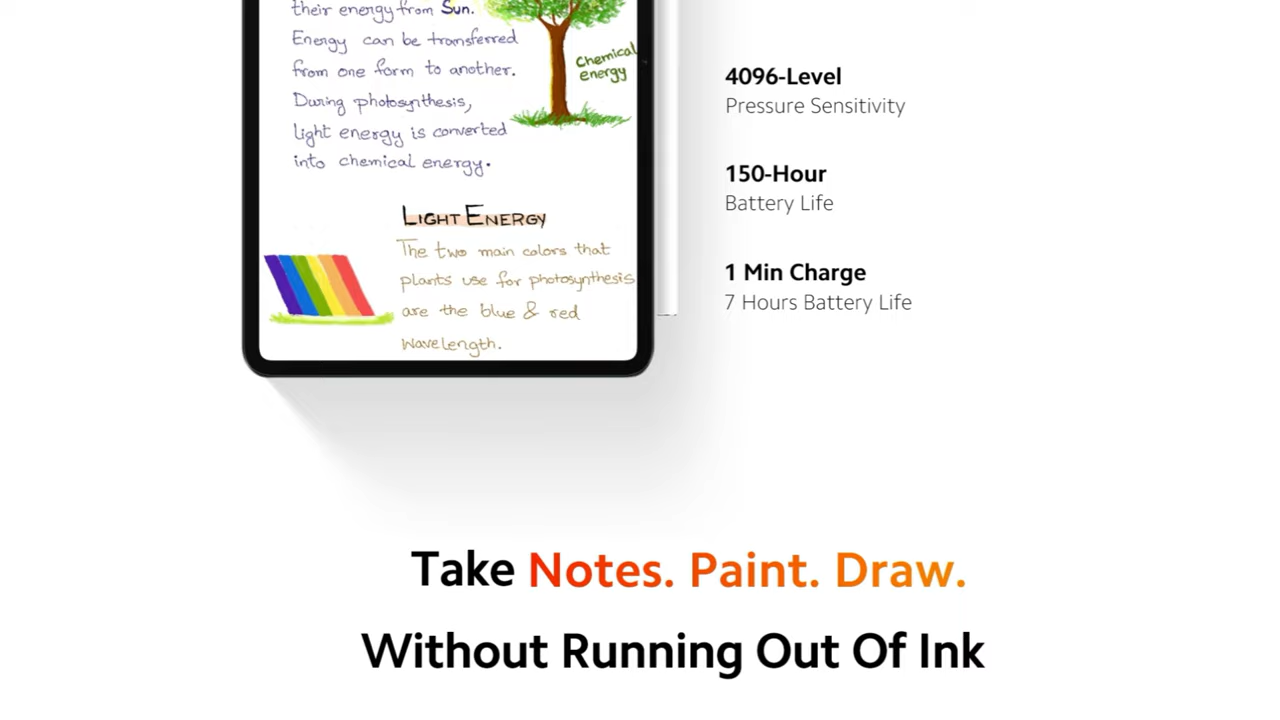 their energy from Sun.
Energy can be transferred
from one form to another.
During photosynthesis,
light energy is converted
into chemical energy.
Chemical
energy
LIGHT ENERGY
The two main colors that
plants use for photosynthesis
are the blue & red
wavelength.
4096-Level
Pressure Sensitivity
150-Hour
Battery Life
1 Min Charge
7 Hours Battery Life
Take Notes. Paint. Draw.
Without Running Out Of Ink